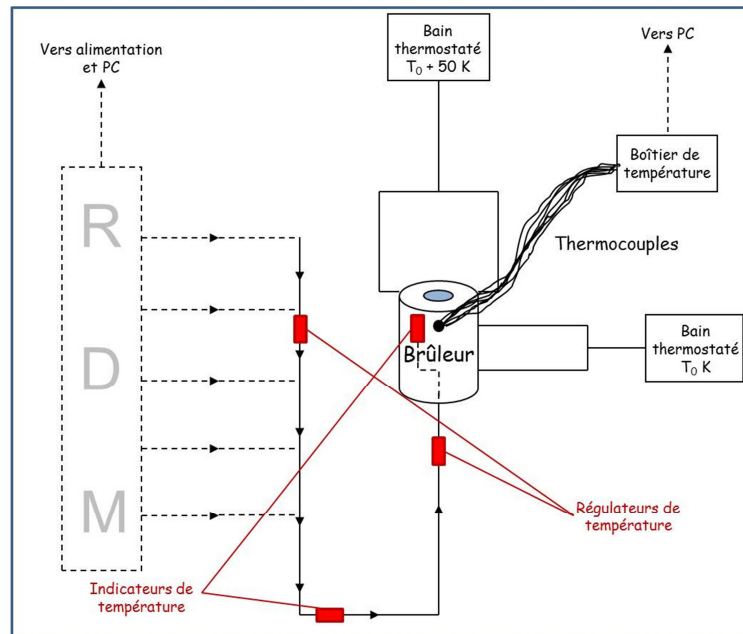 Vers alimentation
et PC
Bain
thermostaté
T₀ + 50 K
Vers PC
Boîtier de
température
R
D
M
Thermocouples
Brûleur
Bain
thermostaté
T₀ K
Régulateurs de
température
Indicateurs de
température